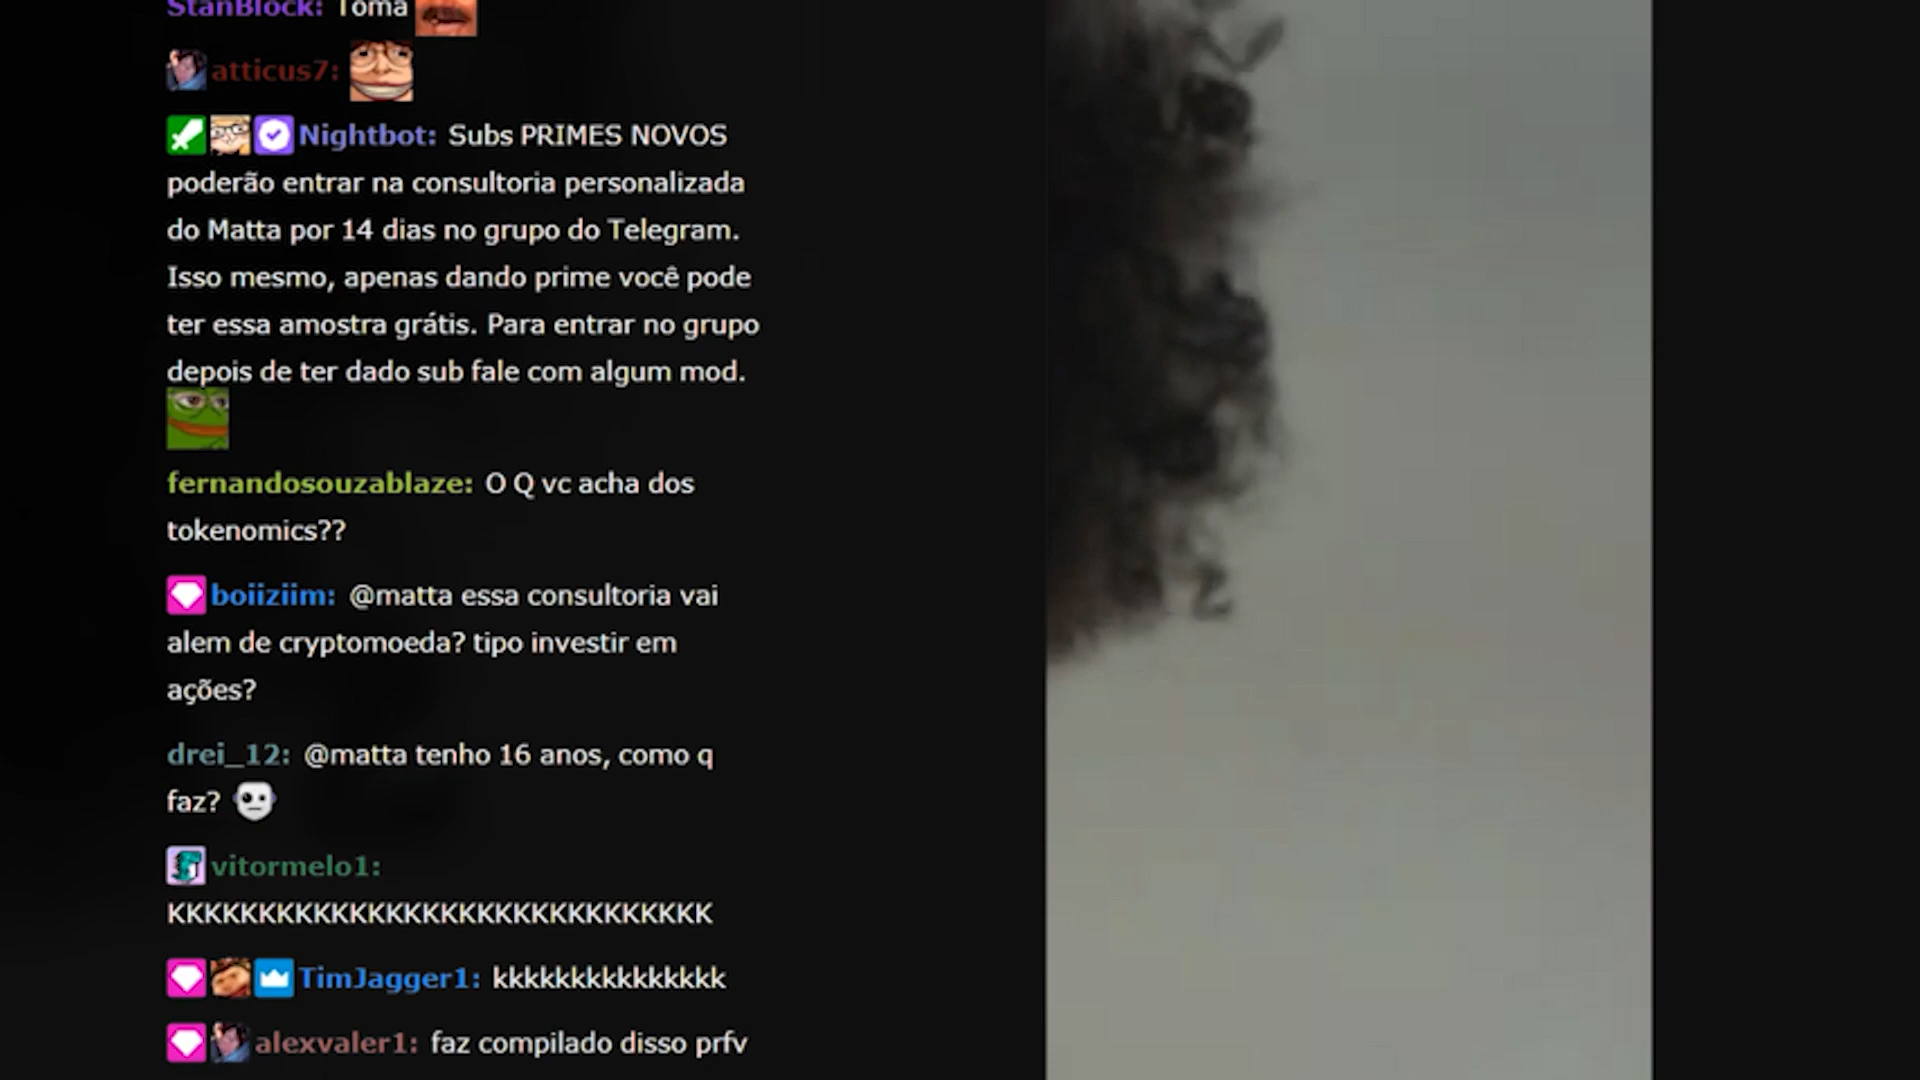 StanBlock: Toma
atticus7:
Nightbot: Subs PRIMES NOVOS
poderão entrar na consultoria personalizada
do Matta por 14 dias no grupo do Telegram.
Isso mesmo, apenas dando prime você pode
ter essa amostra grátis. Para entrar no grupo
depois de ter dado sub fale com algum mod.
fernandosouzablaze: O Q vc acha dos
tokenomics??
boiiziim: @matta essa consultoria vai
alem de cryptomoeda? tipo investir em
ações?
drei_12: @matta tenho 16 anos, como q
faz?
vitormelo1:
KKKKKKKKKKKKKKKKKKKKKKKKKKKKKK
TimJagger1: kkkkkkkkkkkkkkk
alexvaler1: faz compilado disso prfv